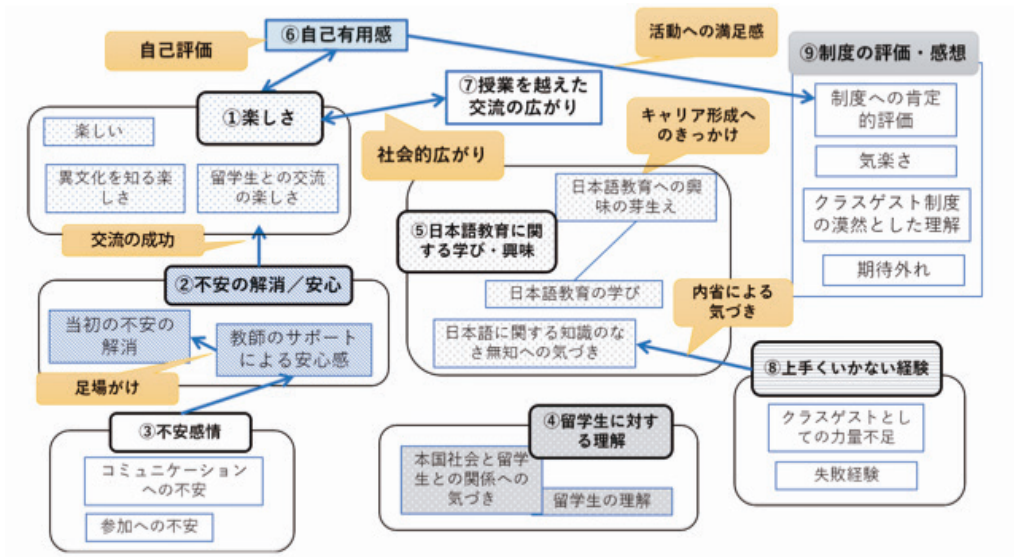 ⑥自己有用感
自己評価
活動への満足感
⑨制度の評価・感想
制度への肯定
的評価
気楽さ
クラスゲスト制度
の漠然とした理解
期待外れ
⑦授業を越えた
交流の広がり
①楽しさ
楽しい
異文化を知る楽
しさ
留学生との交流
の楽しさ
社会的広がり
キャリア形成へ
のきっかけ
日本語教育への興
味の芽生え
⑤日本語教育に関
する学び・興味
日本語教育の学び
日本語に関する知識のな
さ無知への気づき
内省による
気づき
交流の成功
②不安の解消／安心
当初の不安の
解消
教師のサポート
による安心感
足場がけ
③不安感情
コミュニケーション
への不安
参加への不安
④留学生に対す
る理解
本国社会と留学
生との関係への
気づき
留学生の理解
⑧上手くいかない経験
クラスゲストとし
ての力量不足
失敗経験